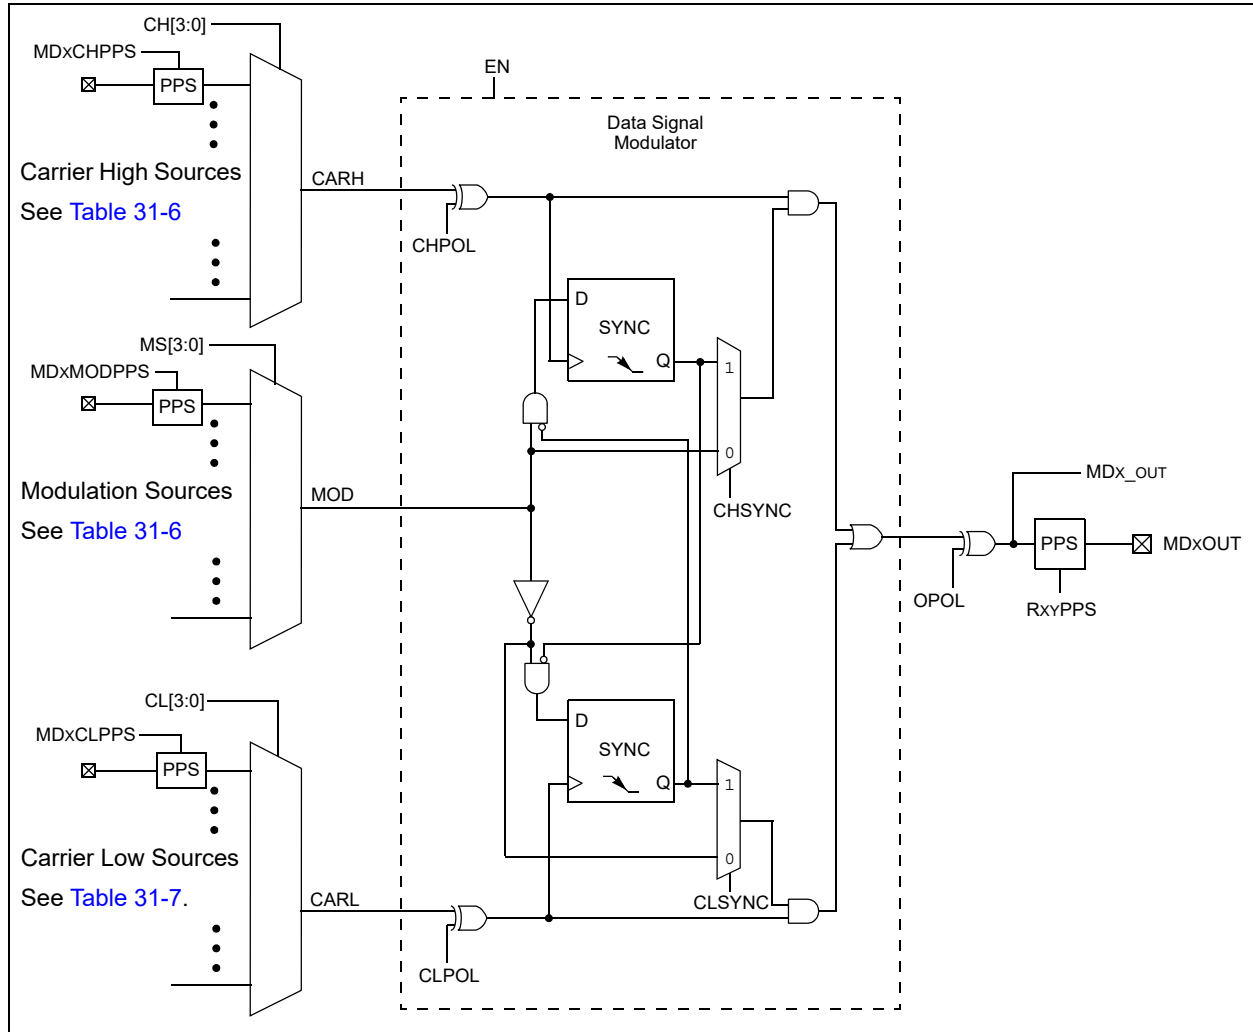 CH[3:0]
MDxCHPPS
PPS
Carrier High Sources
See Table 31-6
CARH
EN
Data Signal
Modulator
CHPOL
D
SYNC
Q
1
0
CHSYNC
MS[3:0]
MDxMODPPS
PPS
Modulation Sources
See Table 31-6
MOD
MDx_OUT
PPS
MDxOUT
OPOL
RxyPPS
CL[3:0]
MDxCLPPS
PPS
Carrier Low Sources
See Table 31-7.
CARL
D
SYNC
Q
1
0
CLSYNC
CLPOL